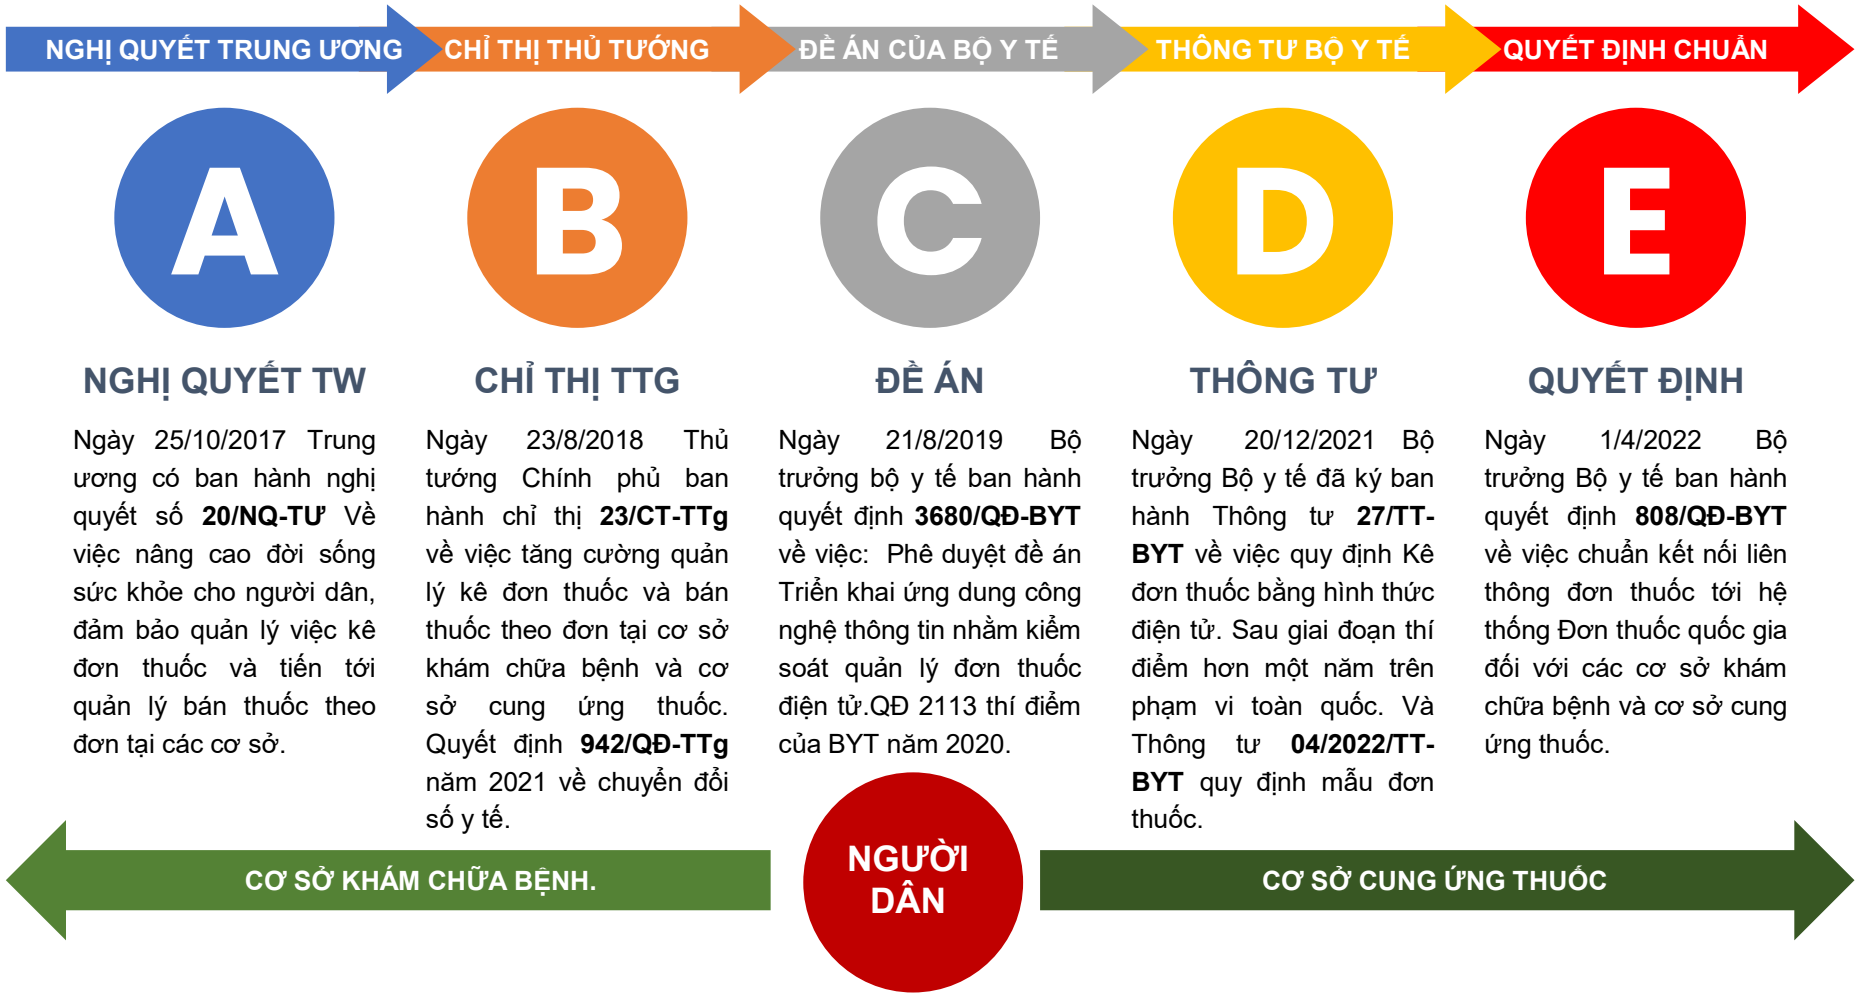 NGHỊ QUYẾT TRUNG ƯƠNG
CHỈ THỊ THỦ TƯỚNG
ĐỀ ÁN CỦA BỘ Y TẾ
THÔNG TƯ BỘ Y TẾ
QUYẾT ĐỊNH CHUẨN
A
B
C
D
E
NGHỊ QUYẾT TW
Ngày 25/10/2017 Trung
ương có ban hành nghị
quyết số 20/NQ-TƯ Về
việc nâng cao đời sống
sức khỏe cho người dân,
đảm bảo quản lý việc kê
đơn thuốc và tiến tới
quản lý bán thuốc theo
đơn tại các cơ sở.
CHỈ THỊ TTG
Ngày 23/8/2018 Thủ
tướng Chính phủ ban
hành chỉ thị 23/CT-TTg
về việc tăng cường quản
lý kê đơn thuốc và bán
thuốc theo đơn tại cơ sở
khám chữa bệnh và cơ
sở cung ứng thuốc.
Quyết định 942/QĐ-TTg
năm 2021 về chuyển đổi
số y tế.
ĐỀ ÁN
Ngày 21/8/2019 Bộ
trưởng bộ y tế ban hành
quyết định 3680/QĐ-BYT
về việc: Phê duyệt đề án
Triển khai ứng dung công
nghệ thông tin nhằm kiểm
soát quản lý đơn thuốc
điện tử.QĐ 2113 thí điểm
của BYT năm 2020.
THÔNG TƯ
Ngày 20/12/2021 Bộ
trưởng Bộ y tế đã ký ban
hành Thông tư 27/TT-
BYT về việc quy định Kê
đơn thuốc bằng hình thức
điện tử. Sau giai đoạn thí
điểm hơn một năm trên
phạm vi toàn quốc. Và
Thông tư 04/2022/TT-
BYT quy định mẫu đơn
thuốc.
QUYẾT ĐỊNH
Ngày 1/4/2022 Bộ
trưởng Bộ y tế ban hành
quyết định 808/QĐ-BYT
về việc chuẩn kết nối liên
thông đơn thuốc tới hệ
thống Đơn thuốc quốc gia
đối với các cơ sở khám
chữa bệnh và cơ sở cung
ứng thuốc.
CƠ SỞ KHÁM CHỮA BỆNH.
NGƯỜI
DÂN
CƠ SỞ CUNG ỨNG THUỐC